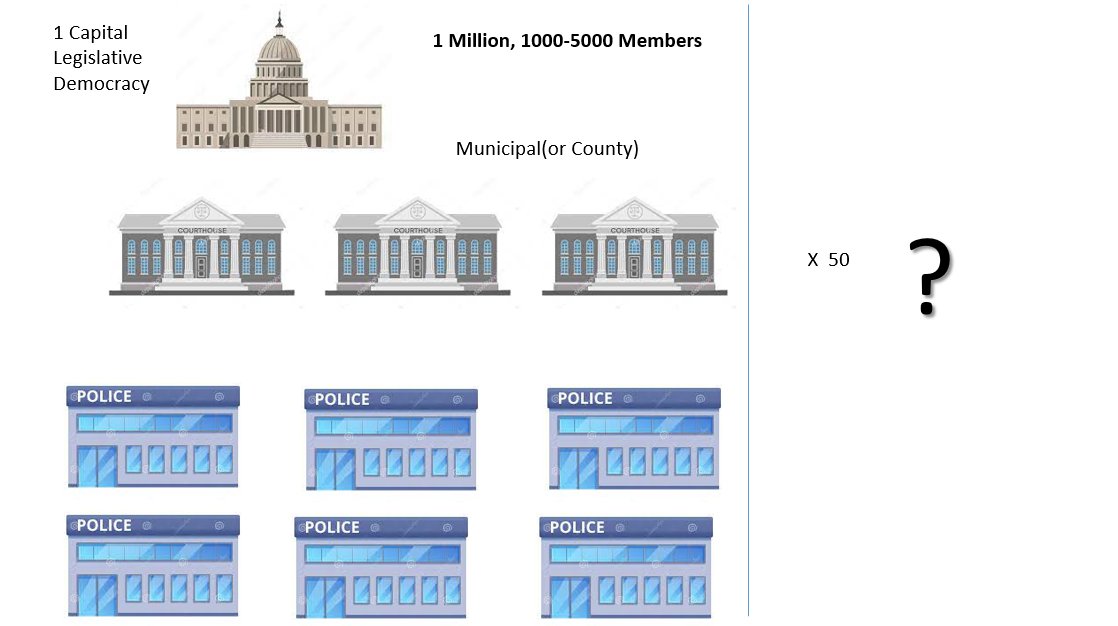 1 Capital
Legislative
Democracy
1 Million, 1000-5000 Members
Municipal(or County)
COURTHOUSE
COURTHOUSE
COURTHOUSE
X 50
?
POLICE
POLICE
POLICE
POLICE
POLICE
POLICE